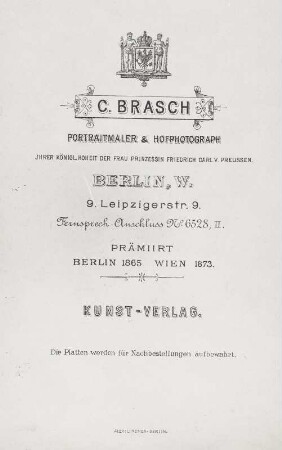 C. BRASCH
PORTRAITMALER & HOFPHOTOGRAPH
IHRER KÖNIGL. HOHEIT DER FRAU PRINZESSIN FRIEDRICH CARL V. PREUSSEN.
BERLIN, W.
9. Leipzigerstr. 9.
Fernsprech-Anschluss No 6528, II.
PRÄMIIRT
BERLIN 1865 WIEN 1873.
KUNST-VERLAG.
Die Platten werden für Nachbestellungen aufbewahrt.